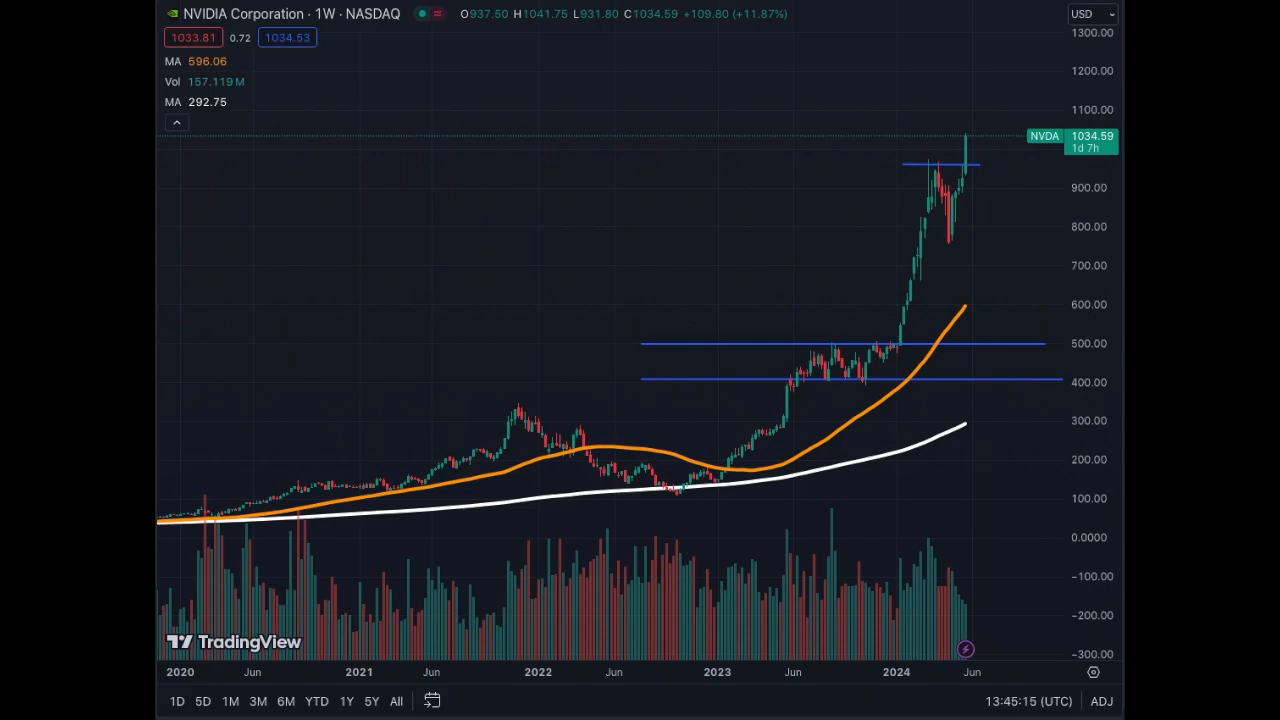 NVIDIA Corporation · 1W · NASDAQ O937.50 H1041.75 L931.80 C1034.59 +109.80 (+11.87%) USD
1033.81 0.72 1034.53
MA 596.06
Vol 157.119M
MA 292.75
1300.00
1200.00
1100.00
NVDA 1034.59
1d 7h
900.00
800.00
700.00
600.00
500.00
400.00
300.00
200.00
100.00
0.0000
−100.00
−200.00
−300.00
TradingView
2020 Jun 2021 Jun 2022 Jun 2023 Jun 2024 Jun
1D 5D 1M 3M 6M YTD 1Y 5Y All 13:45:15 (UTC) ADJ